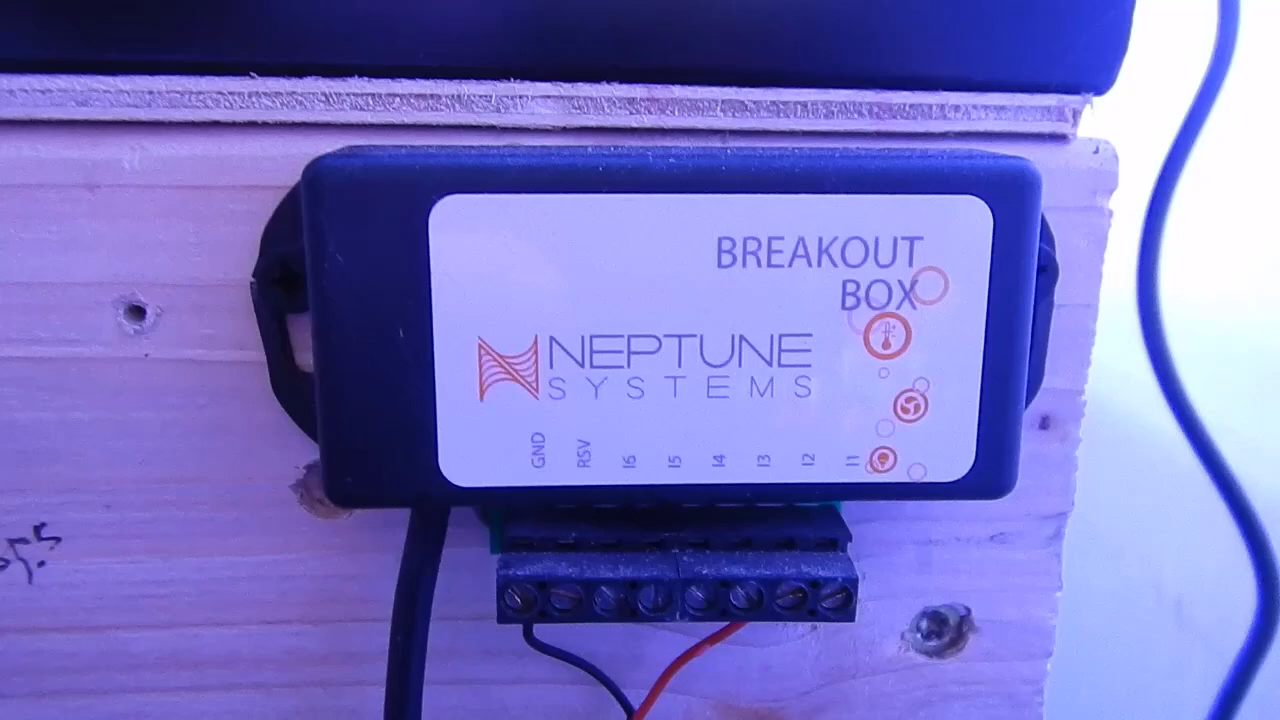 BREAKOUT
BOX
NEPTUNE
SYSTEMS
GND RSV I6 I5 I4 I3 I2 I1